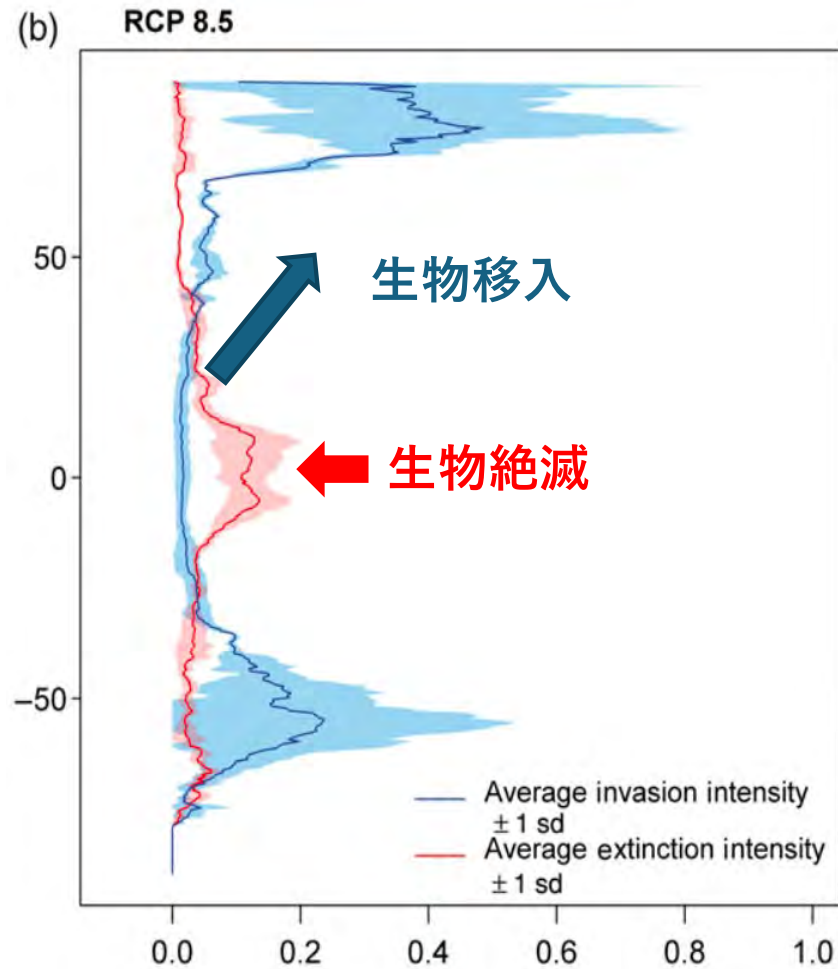 (b) RCP 8.5
50
生物移入
生物絶滅
0
–50
Average invasion intensity
± 1 sd
Average extinction intensity
± 1 sd
0.0 0.2 0.4 0.6 0.8 1.0